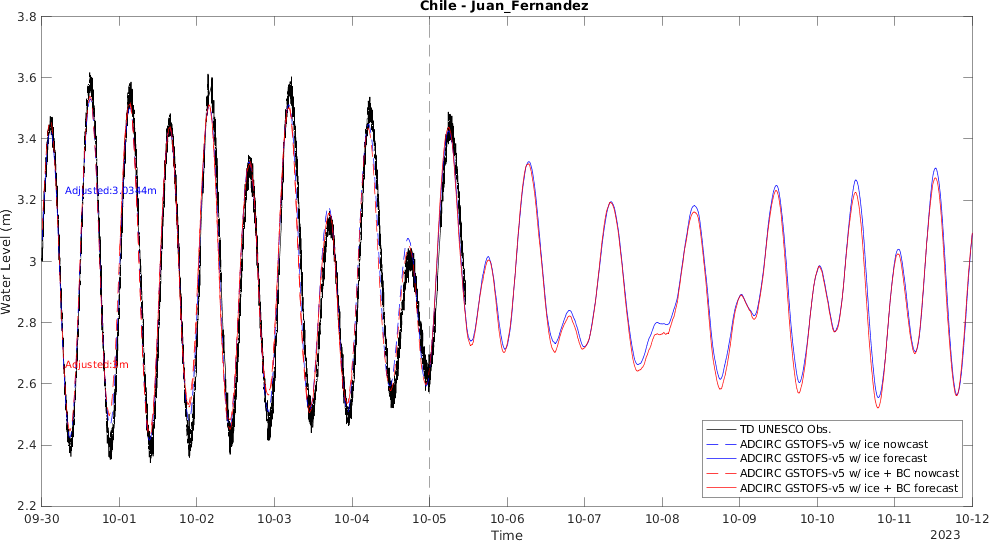 Chile - Juan_Fernandez
3.8
3.6
3.4
3.2
3
2.8
2.6
2.4
2.2
Water Level (m)
Adjusted:3.0344m
Adjusted:3m
TD UNESCO Obs.
ADCIRC GSTOFS-v5 w/ ice nowcast
ADCIRC GSTOFS-v5 w/ ice forecast
ADCIRC GSTOFS-v5 w/ ice + BC nowcast
ADCIRC GSTOFS-v5 w/ ice + BC forecast
09-30 10-01 10-02 10-03 10-04 10-05 10-06 10-07 10-08 10-09 10-10 10-11 10-12
Time
2023